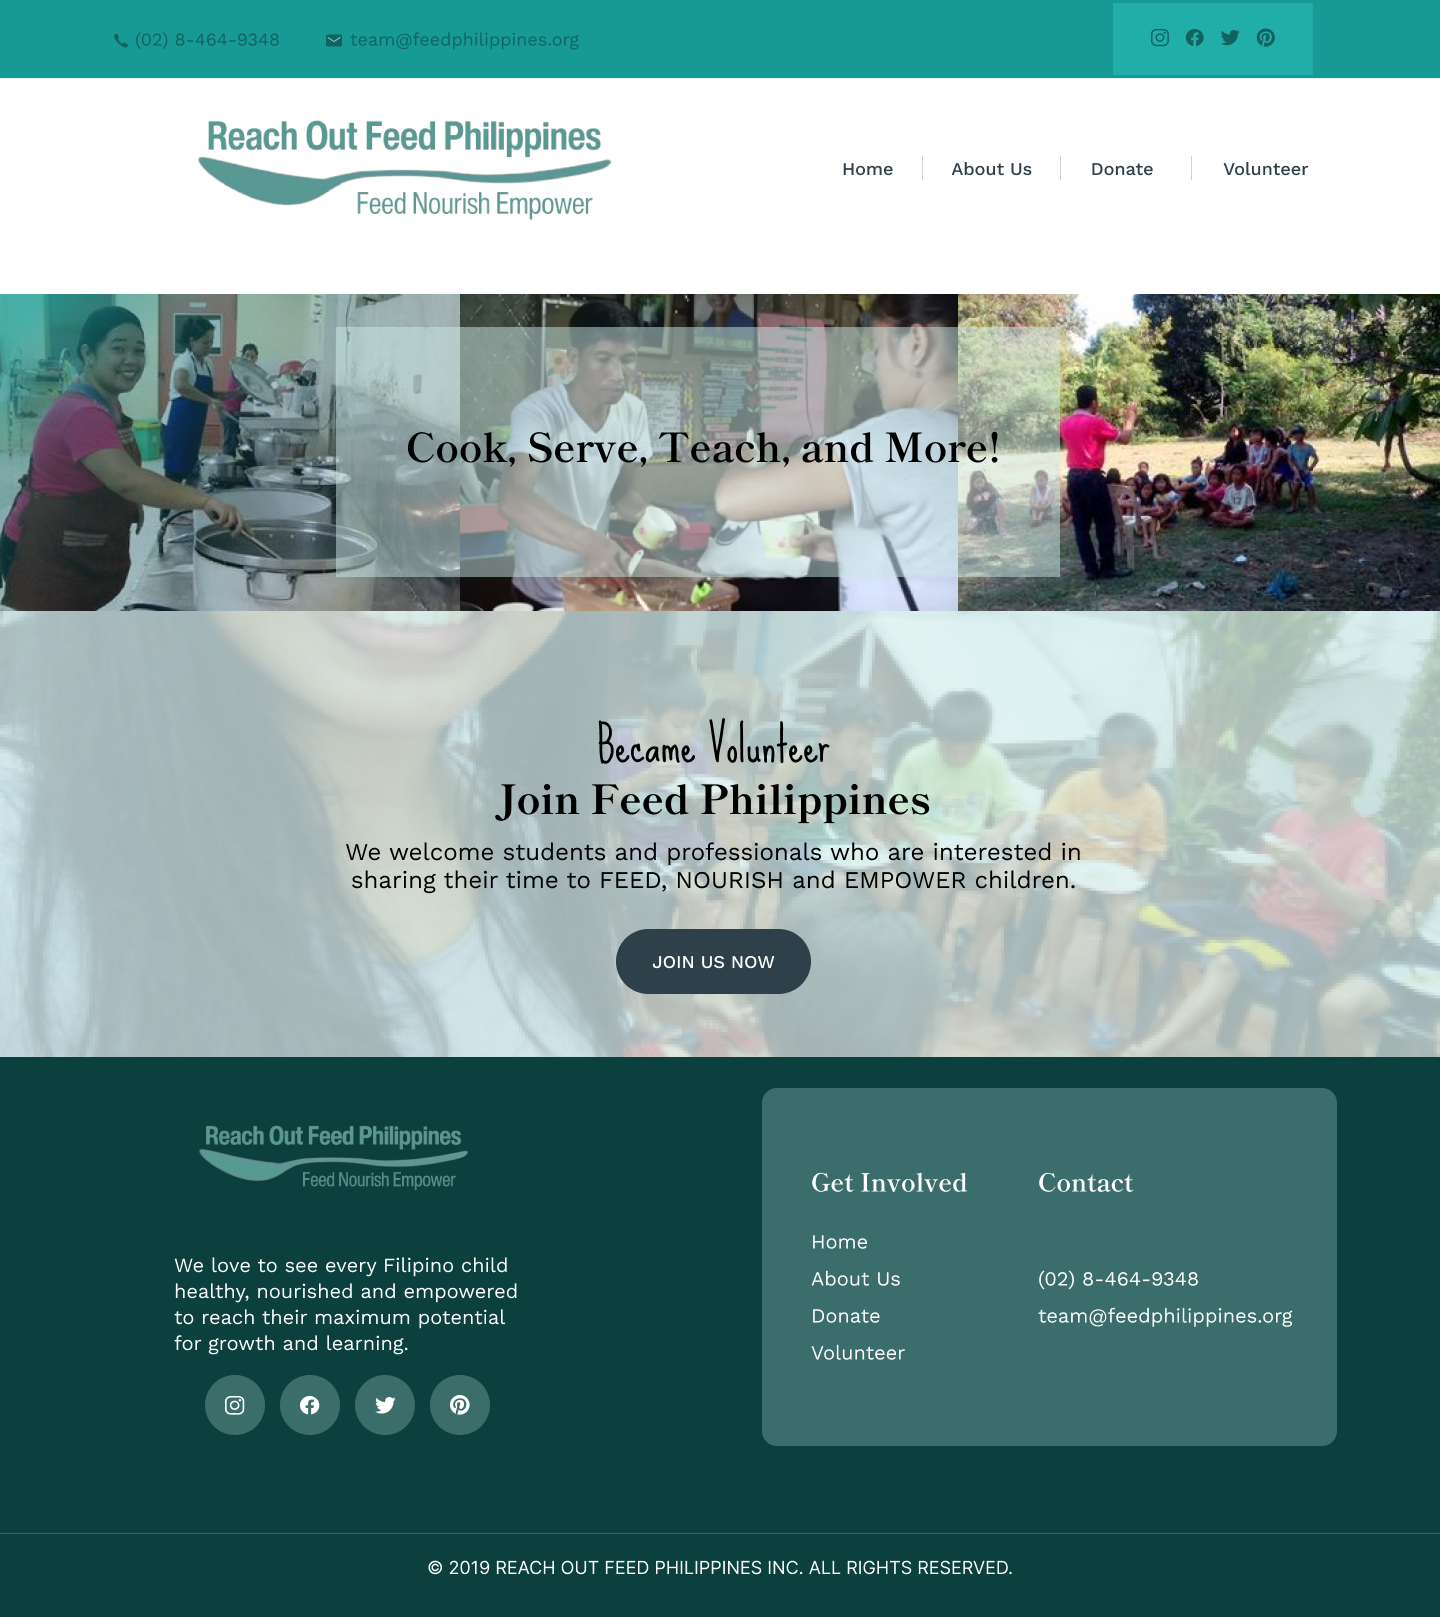 (02) 8-464-9348
team@feedphilippines.org
Reach Out Feed Philippines
Feed Nourish Empower
Home
About Us
Donate
Volunteer
Cook, Serve, Teach, and More!
Became Volunteer
Join Feed Philippines
We welcome students and professionals who are interested in
sharing their time to FEED, NOURISH and EMPOWER children.
JOIN US NOW
Reach Out Feed Philippines
Feed Nourish Empower
We love to see every Filipino child
healthy, nourished and empowered
to reach their maximum potential
for growth and learning.
Get Involved
Home
About Us
Donate
Volunteer
Contact
(02) 8-464-9348
team@feedphilippines.org
© 2019 REACH OUT FEED PHILIPPINES INC. ALL RIGHTS RESERVED.